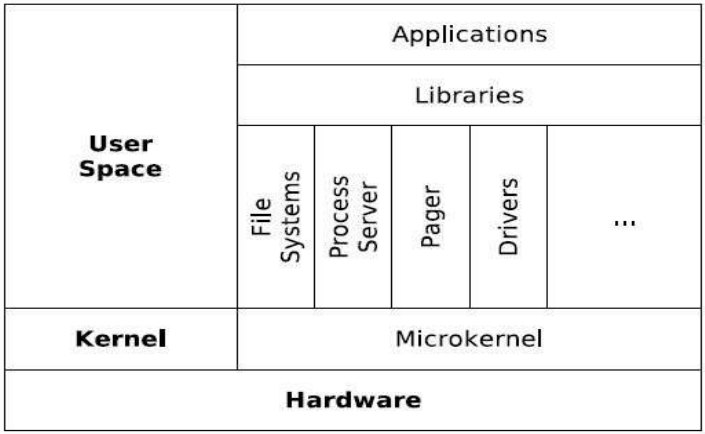 Applications
Libraries
User
Space
File
Systems
Process
Server
Pager
Drivers
...
Kernel
Microkernel
Hardware